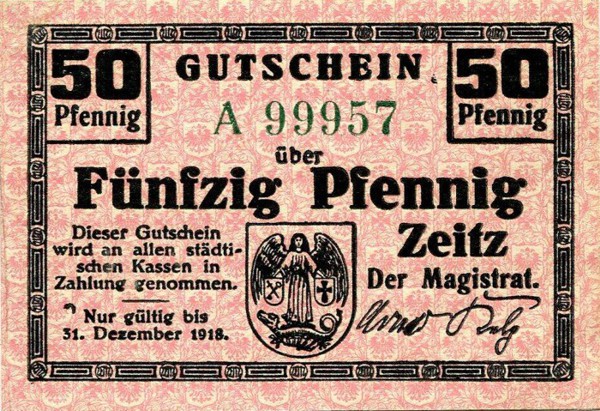 50 Pfennig
GUTSCHEIN
50 Pfennig
A 99957
über
Fünfzig Pfennig
Dieser Gutschein
wird an allen städti-
schen Kassen in
Zahlung genommen.
Nur gültig bis
31. Dezember 1918.
Zeitz
Der Magistrat.